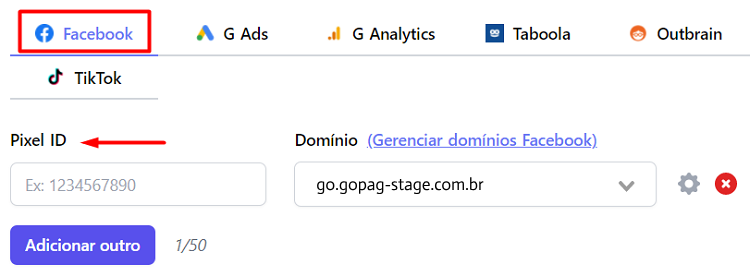 Facebook G Ads G Analytics Taboola Outbrain
TikTok
Pixel ID Domínio (Gerenciar domínios Facebook)
Ex: 1234567890 go.gopag-stage.com.br
Adicionar outro 1/50